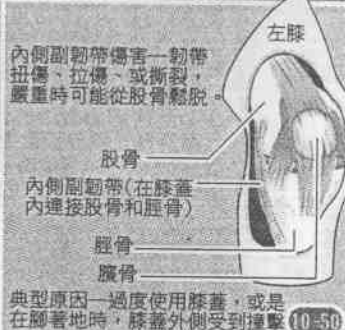 左膝
內側副韌帶傷害—韌帶
扭傷、拉傷、或撕裂，
嚴重時可能從股骨鬆脫。
股骨
內側副韌帶(在膝蓋
內連接股骨和脛骨)
脛骨
臏骨
典型原因—過度使用膝蓋，或是
在腳著地時，膝蓋外側受到撞擊
10-50